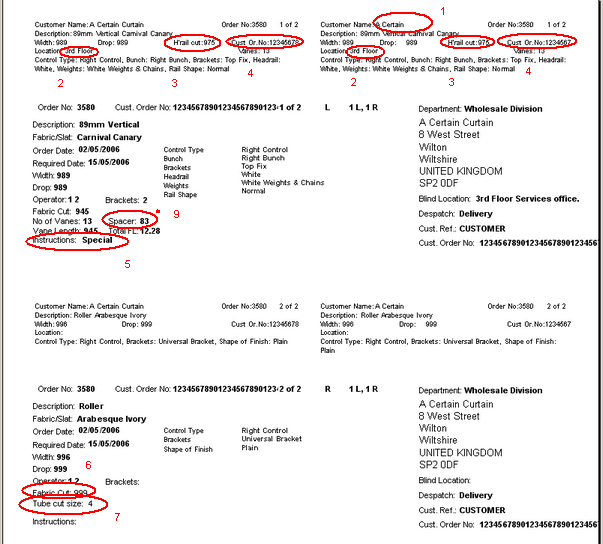 1
Customer Name: A Certain Curtain Order No:3580 1 of 2
Description: 89mm Vertical Carnival Canary
Width: 989 Drop: 989 H'rail cut:975 Cust Or.No:12345678
Location: 3rd Floor Vanes: 13
Control Type: Right Control, Bunch: Right Bunch, Brackets: Top Fix, Headrail:
White, Weights: White Weights & Chains, Rail Shape: Normal
2 3 4
Customer Name: A Certain Order No:3580 1 of 2
Description: 89mm Vertical Carnival Canary
Width: 989 Drop: 989 H'rail cut:975 Cust Or.No:1234567
Location: 3rd Floor Vanes: 13
Control Type: Right Control, Bunch: Right Bunch, Brackets: Top Fix, Headrail:
White, Weights: White Weights & Chains, Rail Shape: Normal
2 3 4
Order No: 3580 Cust. Order No: 123456789012345678901234 1 of 2 L 1 L, 1 R
Description: 89mm Vertical
Fabric/Slat: Carnival Canary
Order Date: 02/05/2006
Required Date: 15/05/2006
Width: 989
Drop: 989
Operator: 1 2 Brackets: 2
Fabric Cut: 945
No of Vanes: 13 Spacer: 83 9
Vane Length: 945 Total FL: 12.28
Instructions: Special
5
Control Type Right Control
Bunch Right Bunch
Brackets Top Fix
Headrail White
Weights White Weights & Chains
Rail Shape Normal
Department: Wholesale Division
A Certain Curtain
8 West Street
Wilton
Wiltshire
UNITED KINGDOM
SP2 0DF
Blind Location: 3rd Floor Services office.
Despatch: Delivery
Cust. Ref.: CUSTOMER
Cust. Order No: 12345678901234567
Customer Name: A Certain Curtain Order No:3580 2 of 2
Description: Roller Arabesque Ivory
Width: 996 Drop: 999 Cust Or.No:12345678
Location:
Control Type: Right Control, Brackets: Universal Bracket, Shape of Finish: Plain
Customer Name: A Certain Curtain Order No:3580 2 of 2
Description: Roller Arabesque Ivory
Width: 996 Drop: 999 Cust Or.No:1234567
Location:
Control Type: Right Control, Brackets: Universal Bracket, Shape of Finish:
Plain
Order No: 3580 Cust. Order No: 123456789012345678901234 2 of 2 R 1 L, 1 R
Description: Roller
Fabric/Slat: Arabesque Ivory
Order Date: 02/05/2006
Required Date: 15/05/2006
Width: 996
Drop: 999
6
Operator: 1 2 Brackets:
Fabric Cut: 999
Tube cut size: 4
7
Instructions:
Control Type Right Control
Brackets Universal Bracket
Shape of Finish Plain
Department: Wholesale Division
A Certain Curtain
8 West Street
Wilton
Wiltshire
UNITED KINGDOM
SP2 0DF
Blind Location:
Despatch: Delivery
Cust. Ref.: CUSTOMER
Cust. Order No: 12345678901234567